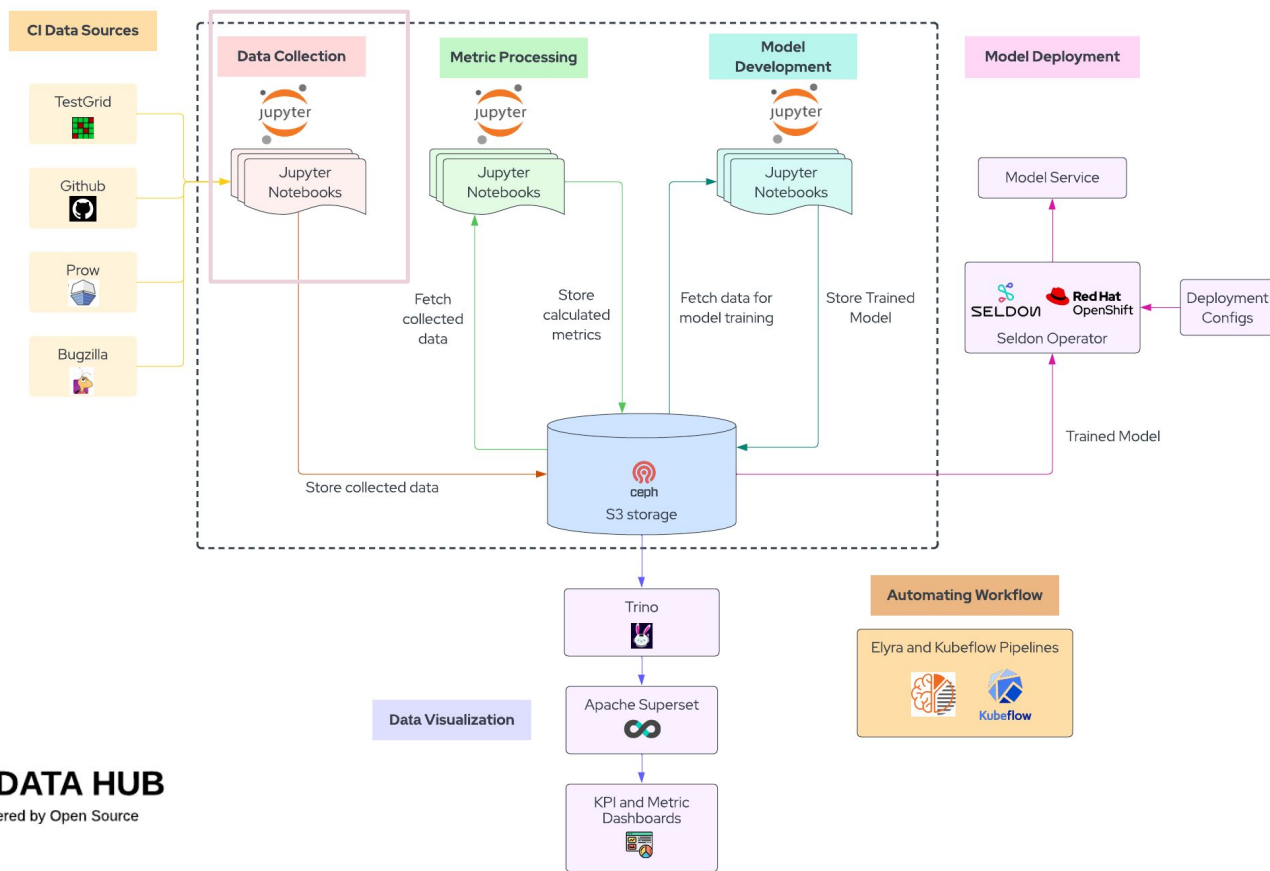 CI Data Sources
TestGrid
Github
Prow
Bugzilla
Data Collection
jupyter
Jupyter
Notebooks
Metric Processing
jupyter
Jupyter
Notebooks
Model
Development
jupyter
Jupyter
Notebooks
Model Deployment
Model Service
SELDON
Red Hat
OpenShift
Seldon Operator
Deployment
Configs
Fetch
collected
data
Store
calculated
metrics
Fetch data for
model training
Store Trained
Model
Trained Model
Store collected data
ceph
S3 storage
Trino
Automating Workflow
Elyra and Kubeflow Pipelines
Kubeflow
Data Visualization
Apache Superset
KPI and Metric
Dashboards
DATA HUB
ered by Open Source